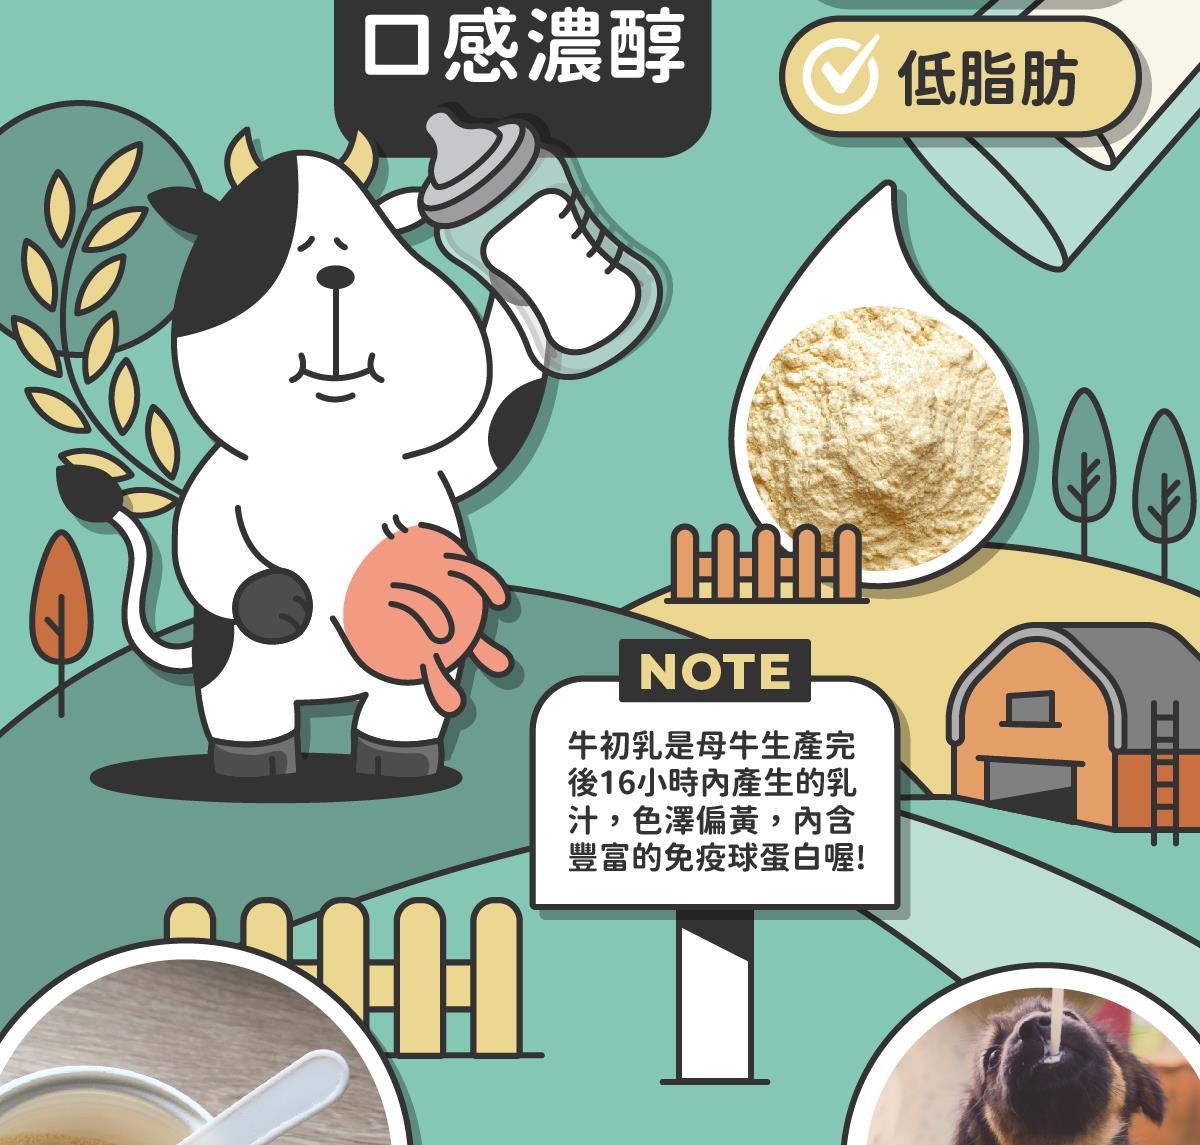 口感濃醇
低脂肪
NOTE
牛初乳是母牛生產完
後16小時內產生的乳
汁，色澤偏黃，內含
豐富的免疫球蛋白喔!